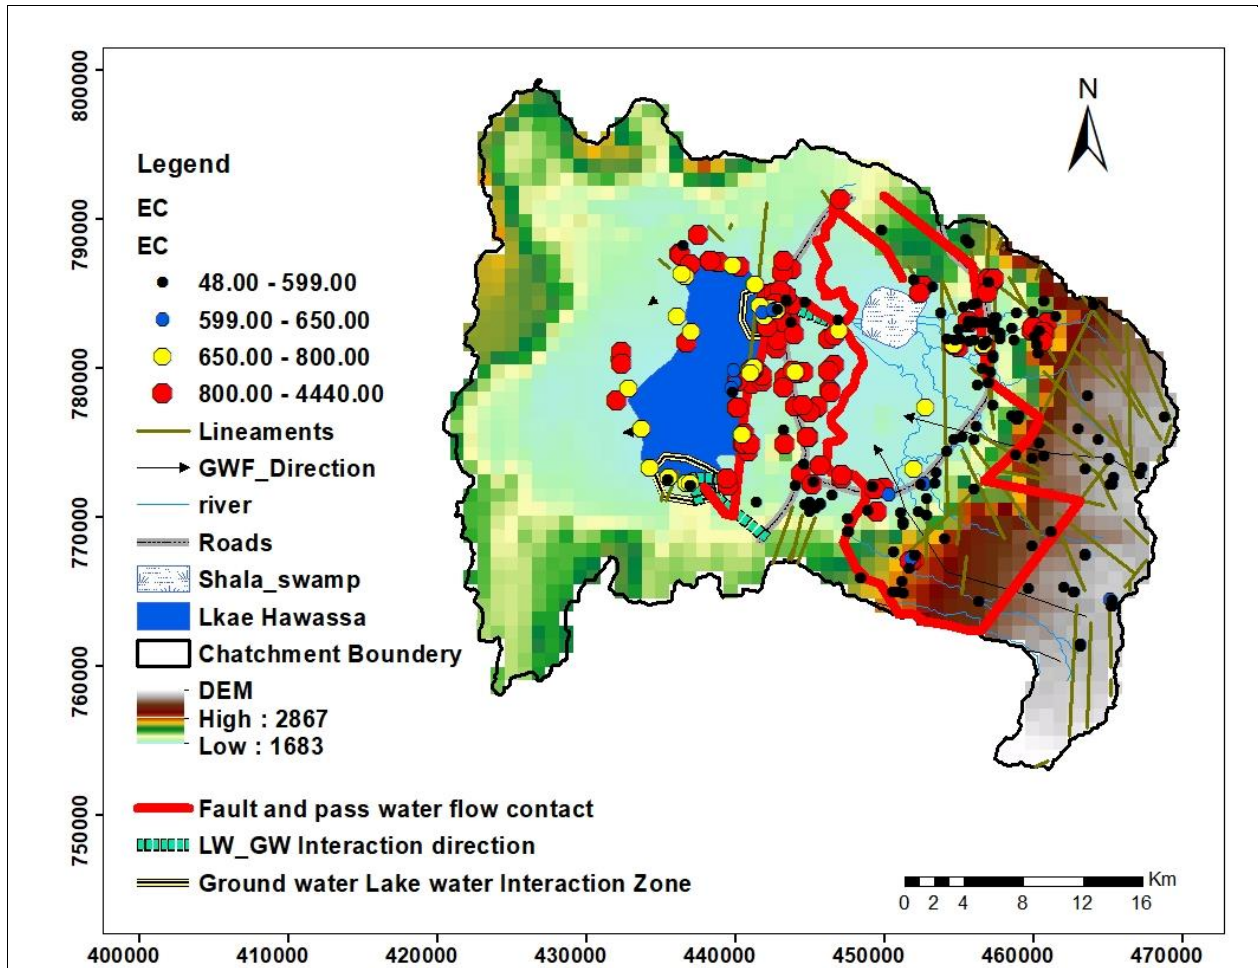 N
Legend
EC
EC
48.00 - 599.00
599.00 - 650.00
650.00 - 800.00
800.00 - 4440.00
Lineaments
GWF_Direction
river
Roads
Shala_swamp
Lkae Hawassa
Chatchment Boundery
DEM
High : 2867
Low : 1683
Fault and pass water flow contact
LW_GW Interaction direction
Ground water Lake water Interaction Zone
Km
0 2 4 8 12 16
800000
790000
780000
770000
760000
750000
400000 410000 420000 430000 440000 450000 460000 470000